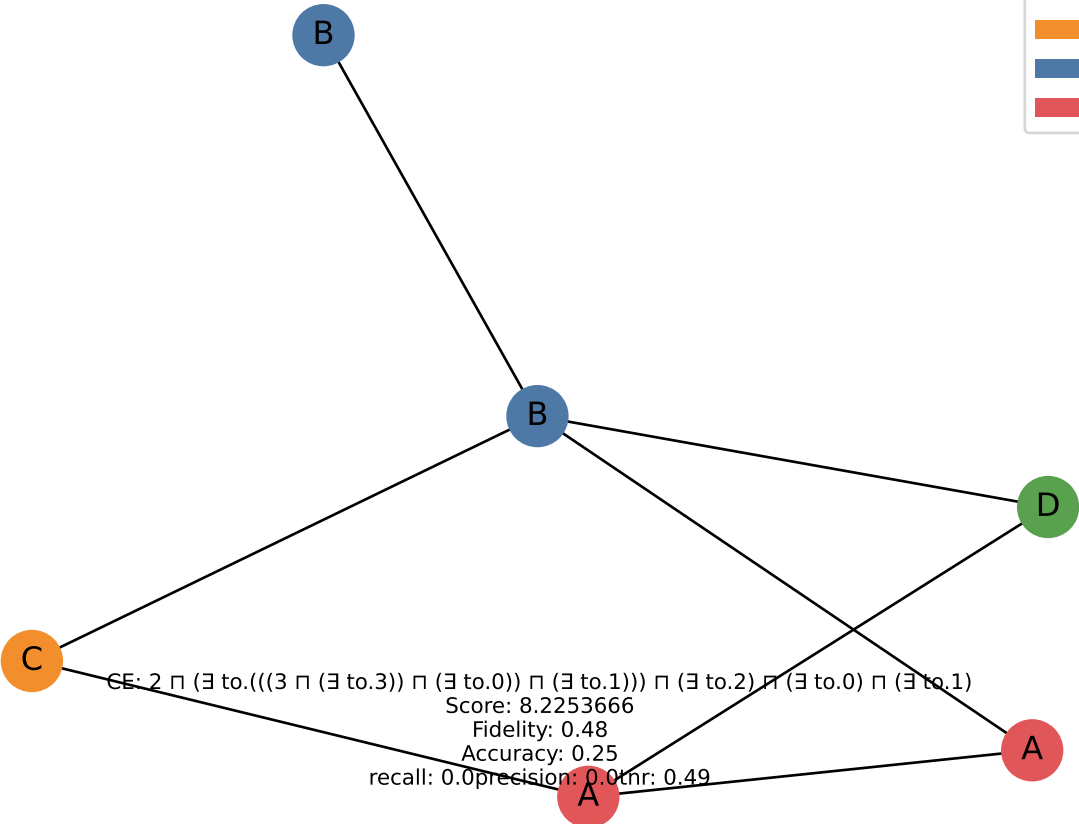 B
B
D
C
CE: 2 ⊓ (∃ to.(((3 ⊓ (∃ to.3)) ⊓ (∃ to.0)) ⊓ (∃ to.1))) ⊓ (∃ to.2) ⊓ (∃ to.0) ⊓ (∃ to.1)
Score: 8.2253666
Fidelity: 0.48
A
Accuracy: 0.25
recall: 0.0precision: 0.0thr: 0.49
A